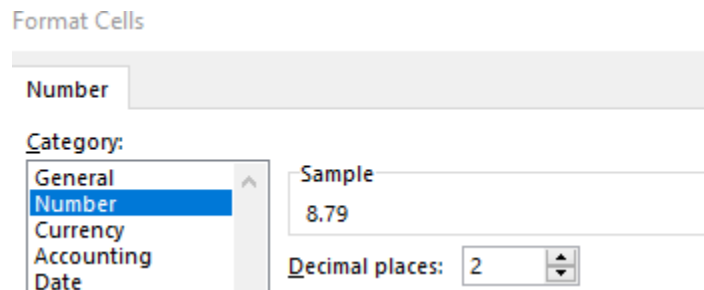 Format Cells
Number
Category:
General
Number
Currency
Accounting
Date
Sample
8.79
Decimal places: 2